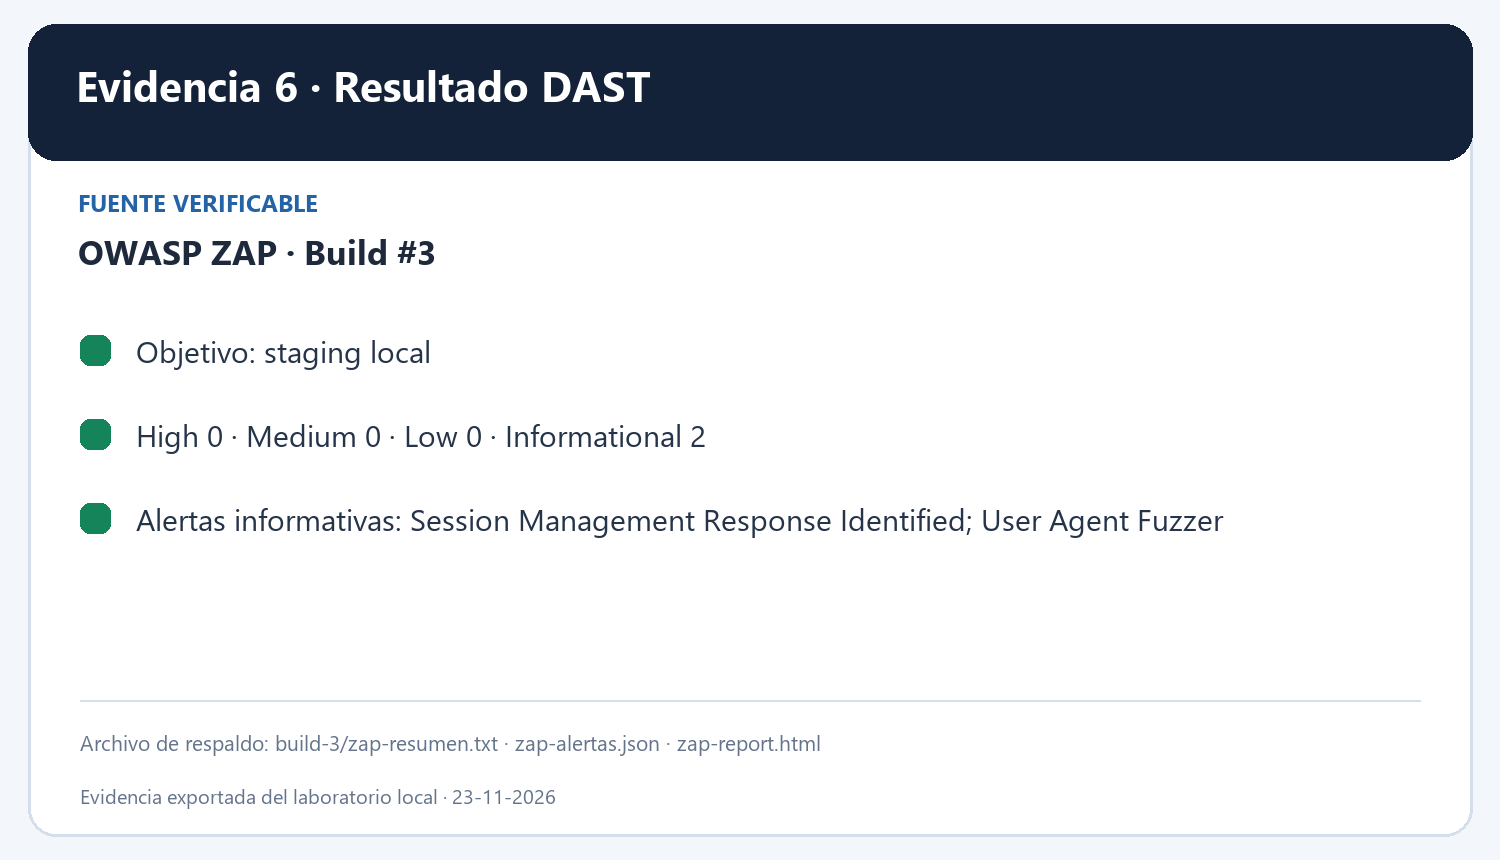 Evidencia 6 · Resultado DAST
FUENTE VERIFICABLE
OWASP ZAP · Build #3
Objetivo: staging local
High 0 · Medium 0 · Low 0 · Informational 2
Alertas informativas: Session Management Response Identified; User Agent Fuzzer
Archivo de respaldo: build-3/zap-resumen.txt · zap-alertas.json · zap-report.html
Evidencia exportada del laboratorio local · 23-11-2026